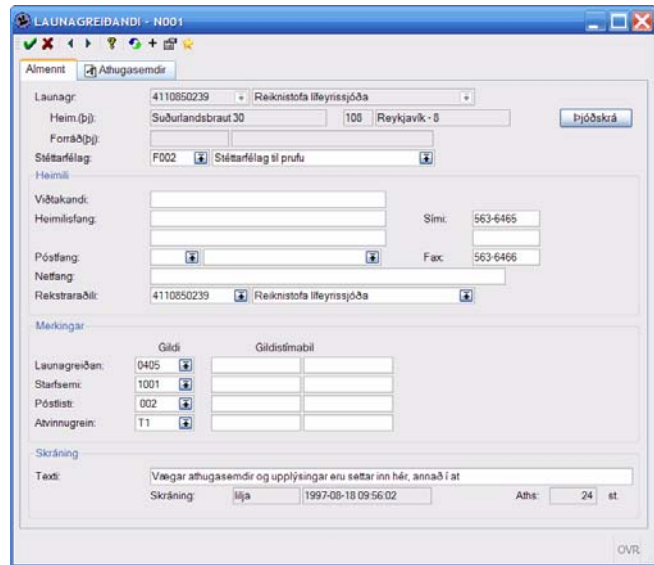 LAUNAGREIÐANDI - N001
Almennt Athugasemdir
Launagr: 4110850239 Reiknistofa lífeyrissjóða
Heim.(þj): Suðurlandsbraut 30 108 Reykjavík - 8 Þjóðskrá
Forráð(þj):
Stéttarfélag: F002 Stéttarfélag til prufu
Heimili
Viðtakandi:
Heimilisfang: Sími: 563-6465
Póstfang: Fax: 563-6466
Netfang:
Rekstraraðili: 4110850239 Reiknistofa lífeyrissjóða
Merkingar
Gildi Gildistímabil
Launagreiðan: 0405
Starfsemi: 1001
Póstlisti: 002
Atvinnugrein: T1
Skráning
Texti: Vægar athugasemdir og upplýsingar eru settar inn hér, annað í at
Skráning: lilja 1997-08-18 09:56:02 Aths: 24 st.
OVR